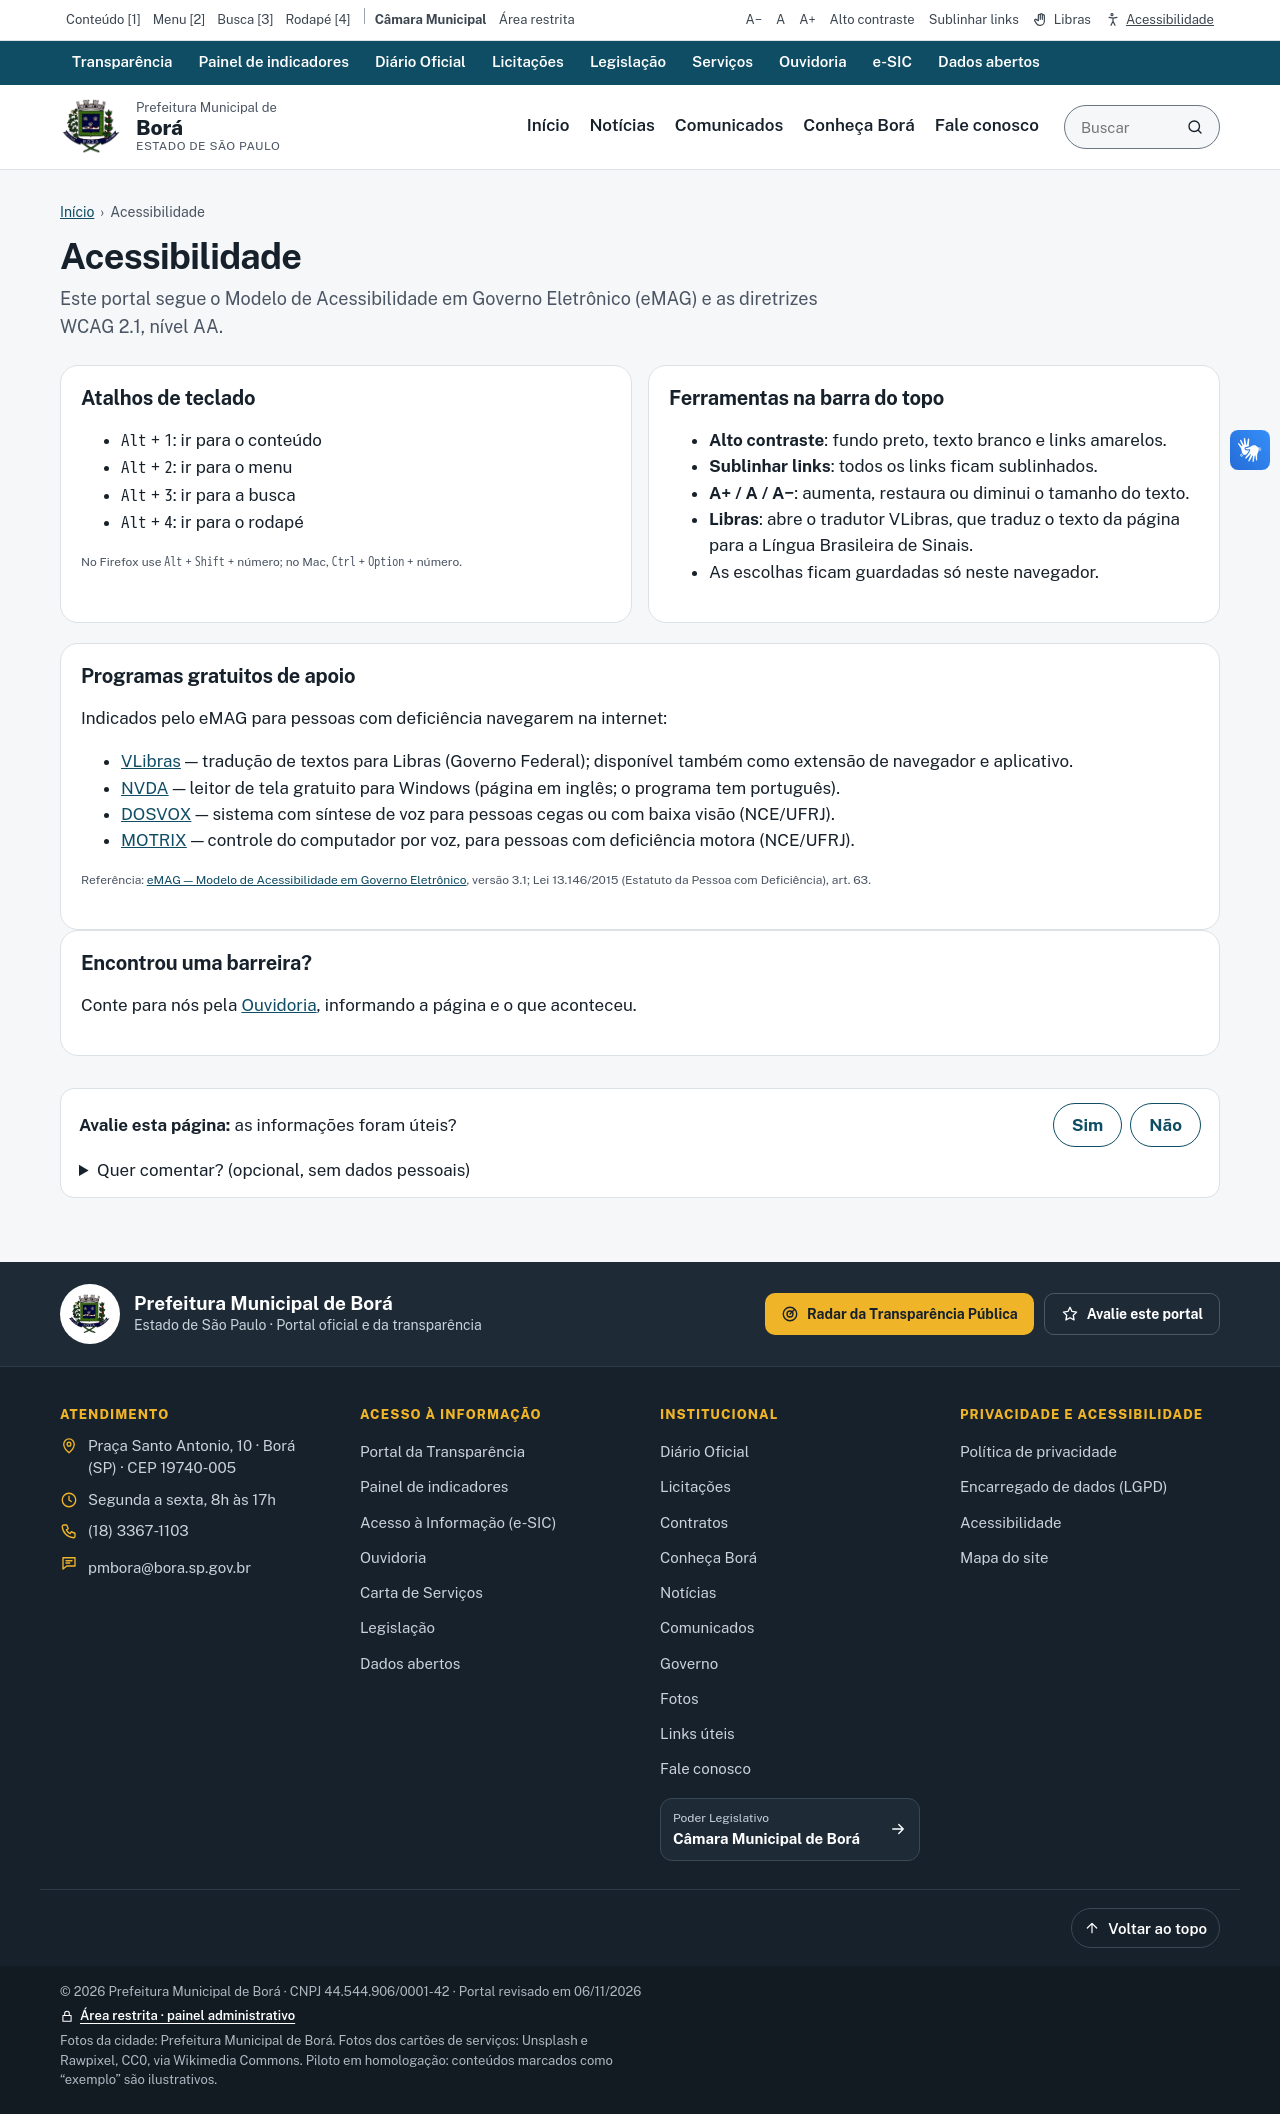 Conteúdo [1] Menu [2] Busca [3] Rodapé [4] Câmara Municipal Área restrita A− A A+ Alto contraste Sublinhar links Libras Acessibilidade
Transparência Painel de indicadores Diário Oficial Licitações Legislação Serviços Ouvidoria e-SIC Dados abertos
Prefeitura Municipal de
Borá
ESTADO DE SÃO PAULO
Início Notícias Comunicados Conheça Borá Fale conosco Buscar
Início › Acessibilidade
Acessibilidade
Este portal segue o Modelo de Acessibilidade em Governo Eletrônico (eMAG) e as diretrizes
WCAG 2.1, nível AA.
Atalhos de teclado
• Alt + 1: ir para o conteúdo
• Alt + 2: ir para o menu
• Alt + 3: ir para a busca
• Alt + 4: ir para o rodapé
No Firefox use Alt + Shift + número; no Mac, Ctrl + Option + número.
Ferramentas na barra do topo
• Alto contraste: fundo preto, texto branco e links amarelos.
• Sublinhar links: todos os links ficam sublinhados.
• A+ / A / A−: aumenta, restaura ou diminui o tamanho do texto.
• Libras: abre o tradutor VLibras, que traduz o texto da página
para a Língua Brasileira de Sinais.
• As escolhas ficam guardadas só neste navegador.
Programas gratuitos de apoio
Indicados pelo eMAG para pessoas com deficiência navegarem na internet:
• VLibras — tradução de textos para Libras (Governo Federal); disponível também como extensão de navegador e aplicativo.
• NVDA — leitor de tela gratuito para Windows (página em inglês; o programa tem português).
• DOSVOX — sistema com síntese de voz para pessoas cegas ou com baixa visão (NCE/UFRJ).
• MOTRIX — controle do computador por voz, para pessoas com deficiência motora (NCE/UFRJ).
Referência: eMAG — Modelo de Acessibilidade em Governo Eletrônico, versão 3.1; Lei 13.146/2015 (Estatuto da Pessoa com Deficiência), art. 63.
Encontrou uma barreira?
Conte para nós pela Ouvidoria, informando a página e o que aconteceu.
Avalie esta página: as informações foram úteis? Sim Não
Quer comentar? (opcional, sem dados pessoais)
Prefeitura Municipal de Borá
Estado de São Paulo · Portal oficial e da transparência
Radar da Transparência Pública Avalie este portal
ATENDIMENTO
Praça Santo Antonio, 10 · Borá
(SP) · CEP 19740-005
Segunda a sexta, 8h às 17h
(18) 3367-1103
pmbora@bora.sp.gov.br
ACESSO À INFORMAÇÃO
Portal da Transparência
Painel de indicadores
Acesso à Informação (e-SIC)
Ouvidoria
Carta de Serviços
Legislação
Dados abertos
INSTITUCIONAL
Diário Oficial
Licitações
Contratos
Conheça Borá
Notícias
Comunicados
Governo
Fotos
Links úteis
Fale conosco
Poder Legislativo
Câmara Municipal de Borá
PRIVACIDADE E ACESSIBILIDADE
Política de privacidade
Encarregado de dados (LGPD)
Acessibilidade
Mapa do site
Voltar ao topo
© 2026 Prefeitura Municipal de Borá · CNPJ 44.544.906/0001-42 · Portal revisado em 06/11/2026
Área restrita · painel administrativo
Fotos da cidade: Prefeitura Municipal de Borá. Fotos dos cartões de serviços: Unsplash e
Rawpixel, CC0, via Wikimedia Commons. Piloto em homologação: conteúdos marcados como
“exemplo” são ilustrativos.